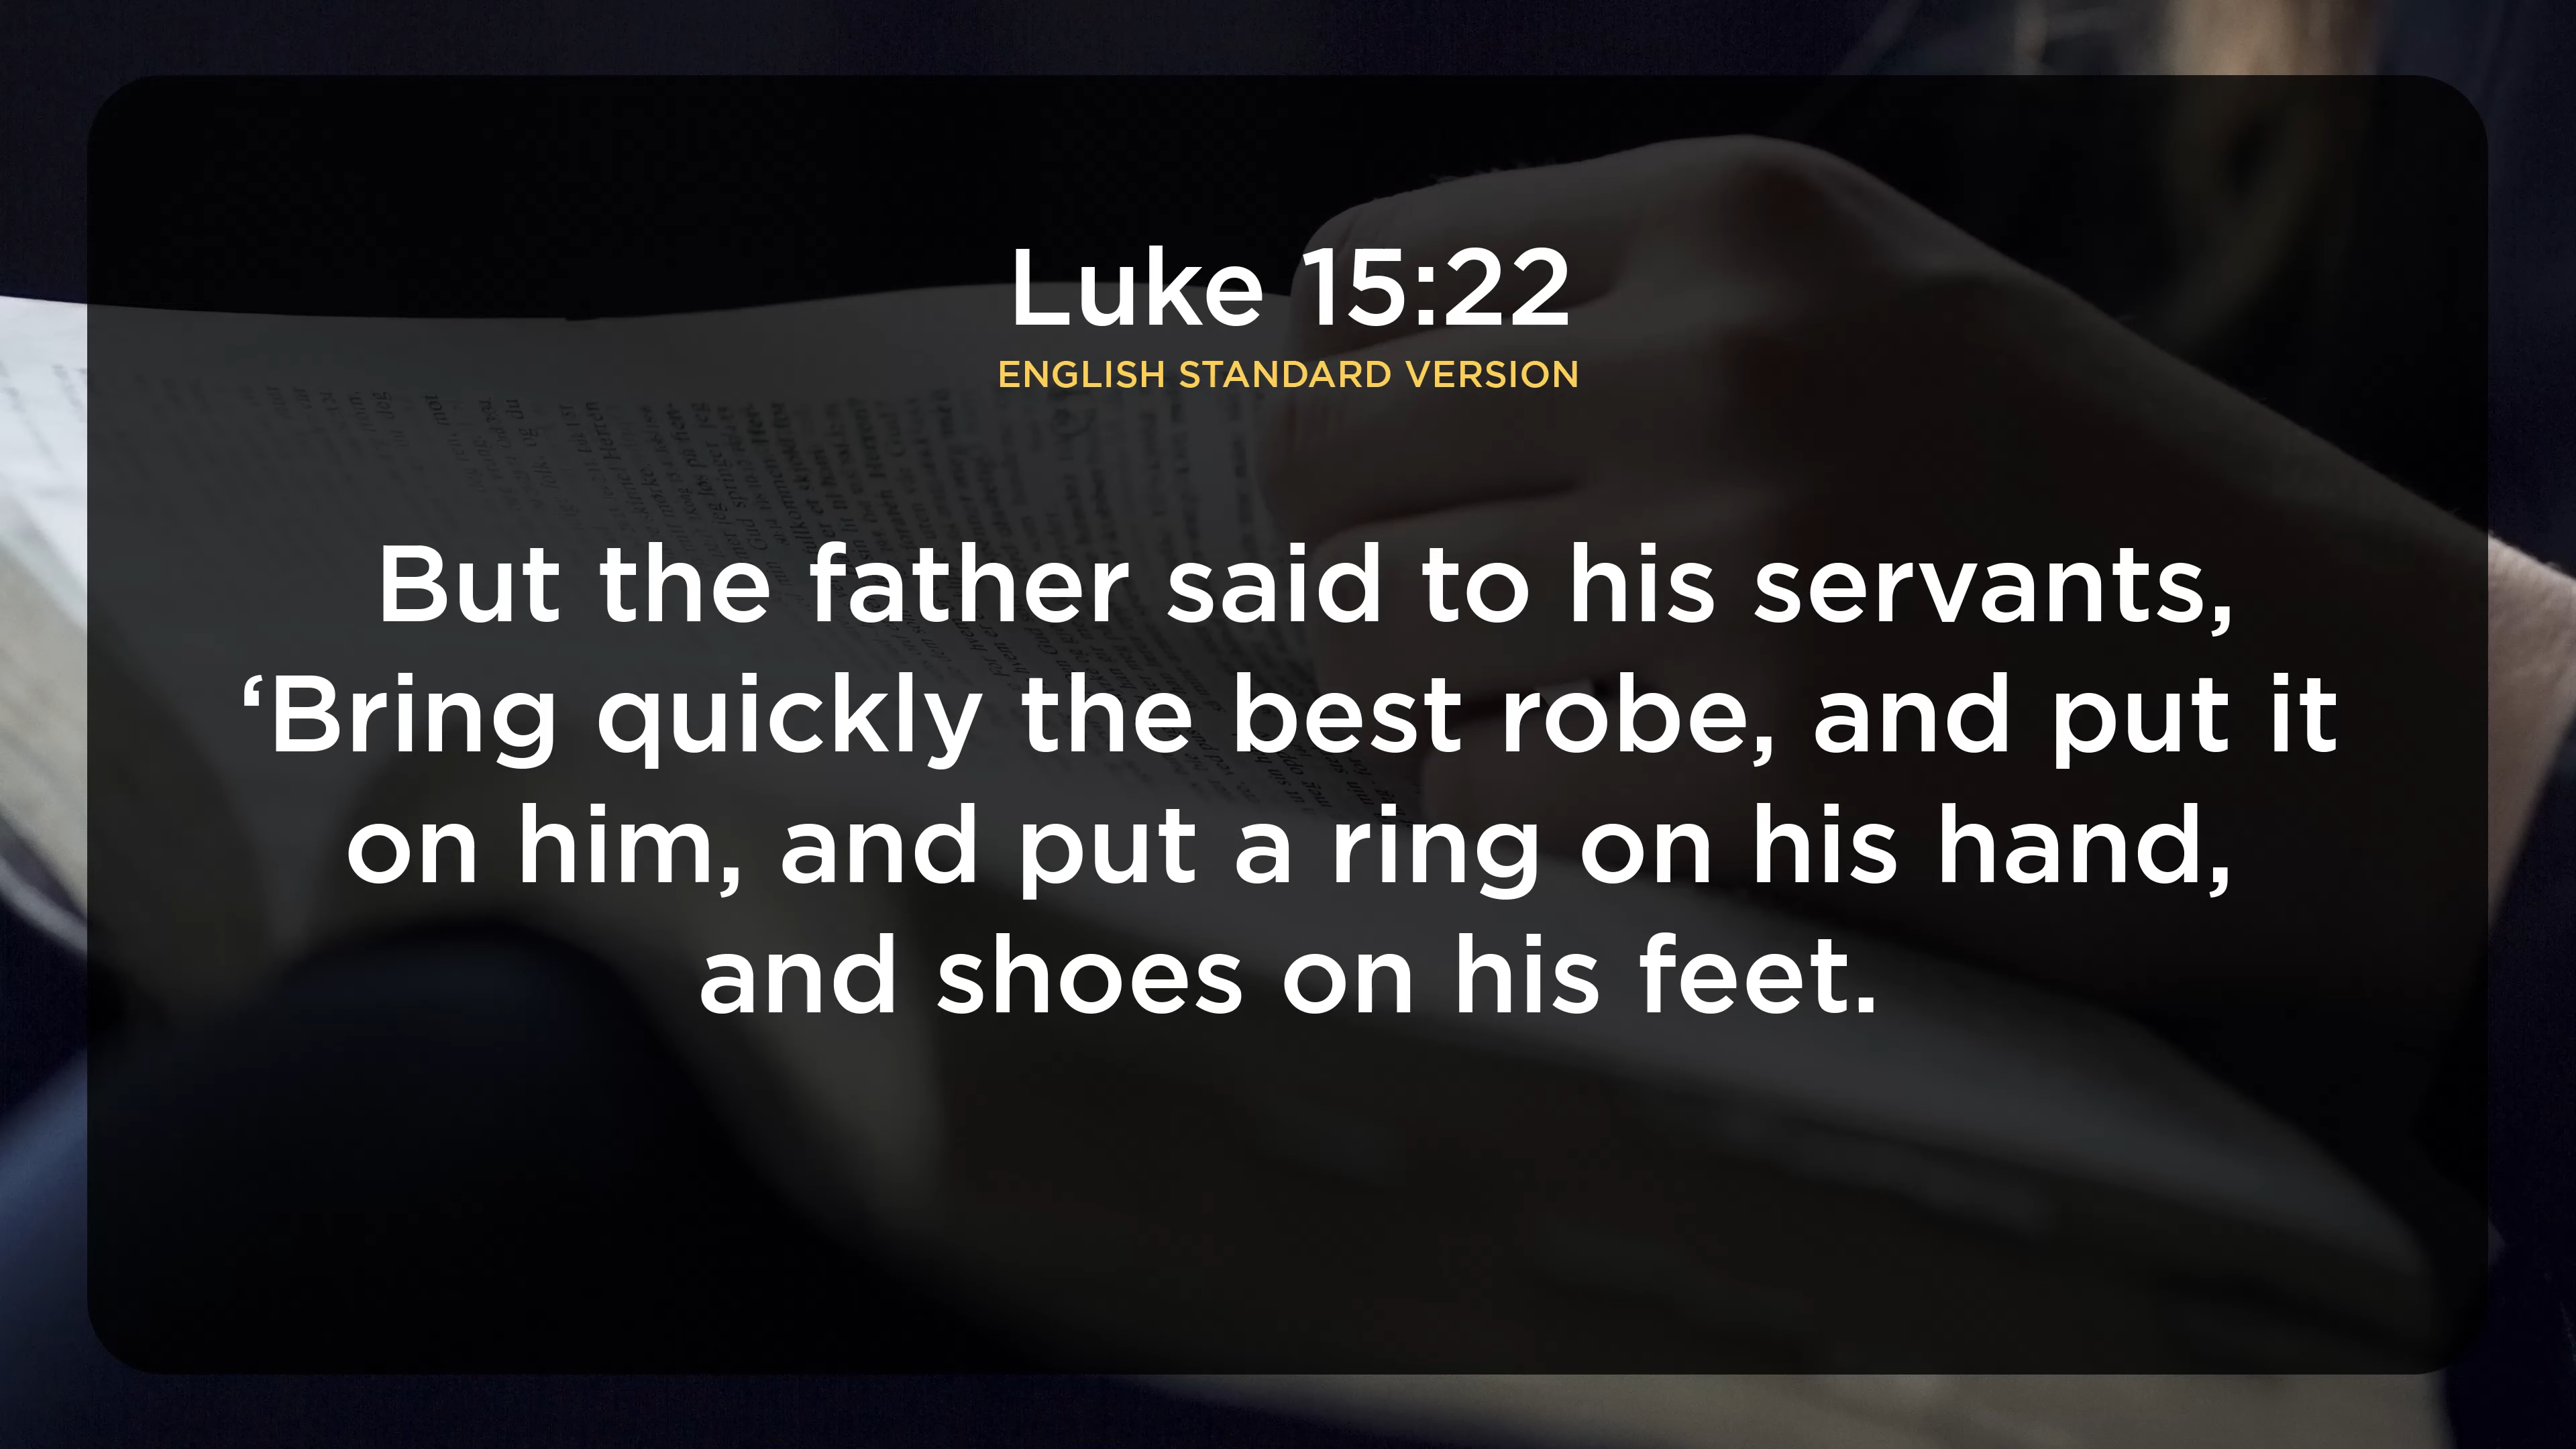 Luke 15:22
ENGLISH STANDARD VERSION
But the father said to his servants,
‘Bring quickly the best robe, and put it
on him, and put a ring on his hand,
and shoes on his feet.